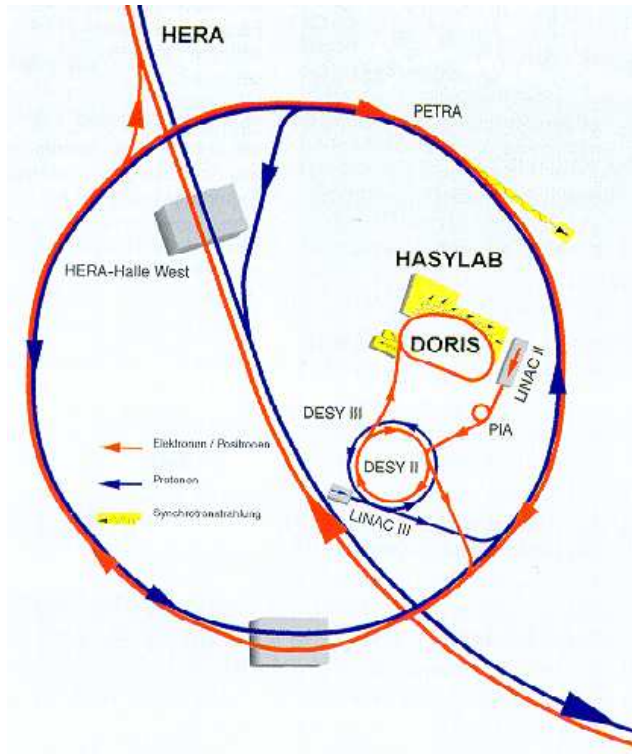 HERA
PETRA
HERA-Halle West
HASYLAB
DORIS
LINAC II
DESY III
PIA
DESY II
LINAC III
Elektronen / Positronen
Protonen
Synchrotronstrahlung